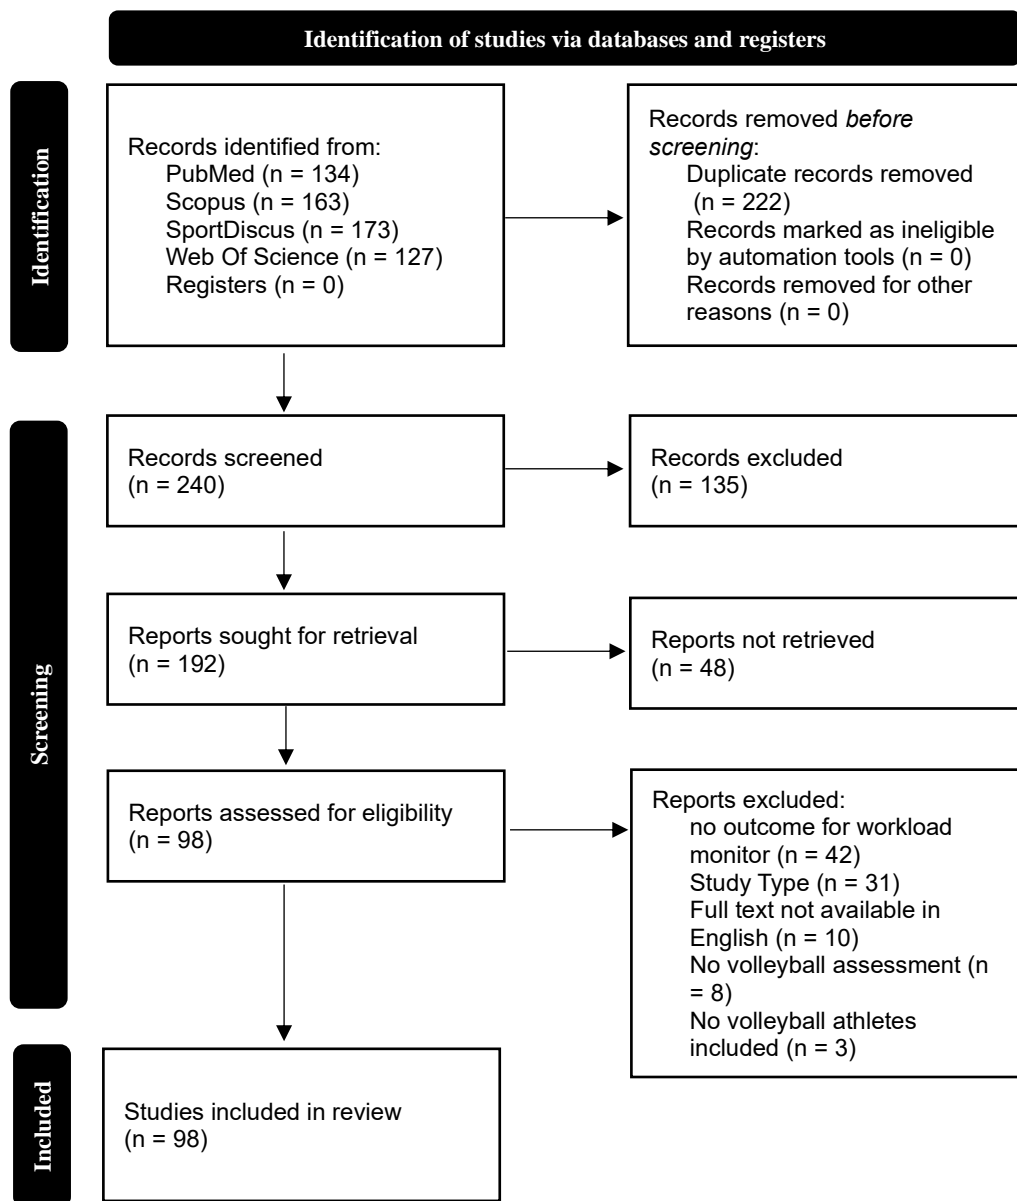 Identification of studies via databases and registers
Identification
Records identified from:
PubMed (n = 134)
Scopus (n = 163)
SportDiscus (n = 173)
Web Of Science (n = 127)
Registers (n = 0)
Records removed before
screening:
Duplicate records removed
(n = 222)
Records marked as ineligible
by automation tools (n = 0)
Records removed for other
reasons (n = 0)
Screening
Records screened
(n = 240)
Records excluded
(n = 135)
Reports sought for retrieval
(n = 192)
Reports not retrieved
(n = 48)
Reports assessed for eligibility
(n = 98)
Reports excluded:
no outcome for workload
monitor (n = 42)
Study Type (n = 31)
Full text not available in
English (n = 10)
No volleyball assessment (n
= 8)
No volleyball athletes
included (n = 3)
Included
Studies included in review
(n = 98)